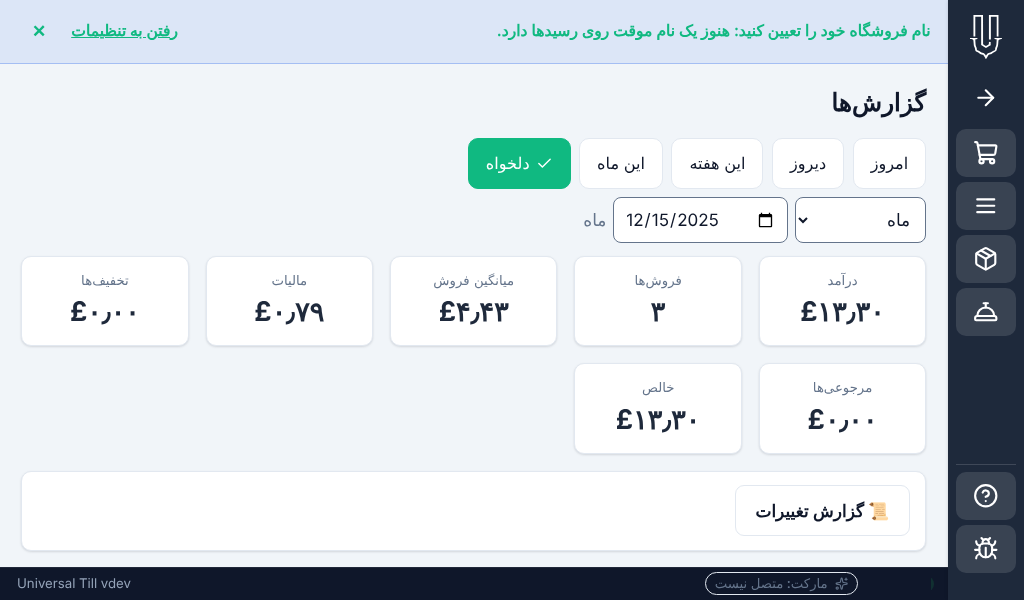 نام فروشگاه خود را تعیین کنید: هنوز یک نام موقت روی رسیدها دارد.
رفتن به تنظیمات
گزارش‌ها
امروز
دیروز
این هفته
این ماه
دلخواه
ماه
12/15/2025
ماه
درآمد
£۱۳٫۳۰
فروش‌ها
۳
میانگین فروش
£۴٫۴۳
مالیات
£۰٫۷۹
تخفیف‌ها
£۰٫۰۰
مرجوعی‌ها
£۰٫۰۰
خالص
£۱۳٫۳۰
گزارش تغییرات
مارکت: متصل نیست
Universal Till vdev